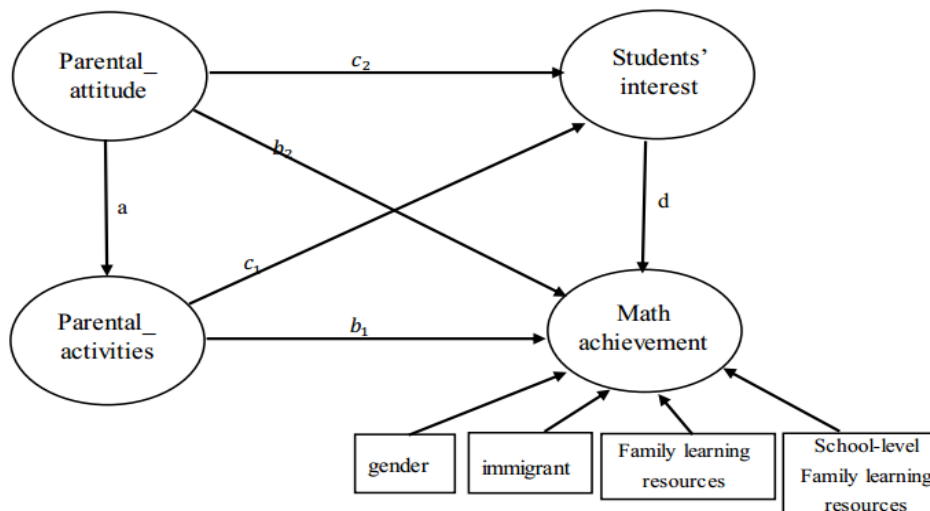 Parental_
attitude
c₂
Students'
interest
b₂
a
d
c₁
Parental_
activities
b₁
Math
achievement
gender
immigrant
Family learning
resources
School-level
Family learning
resources